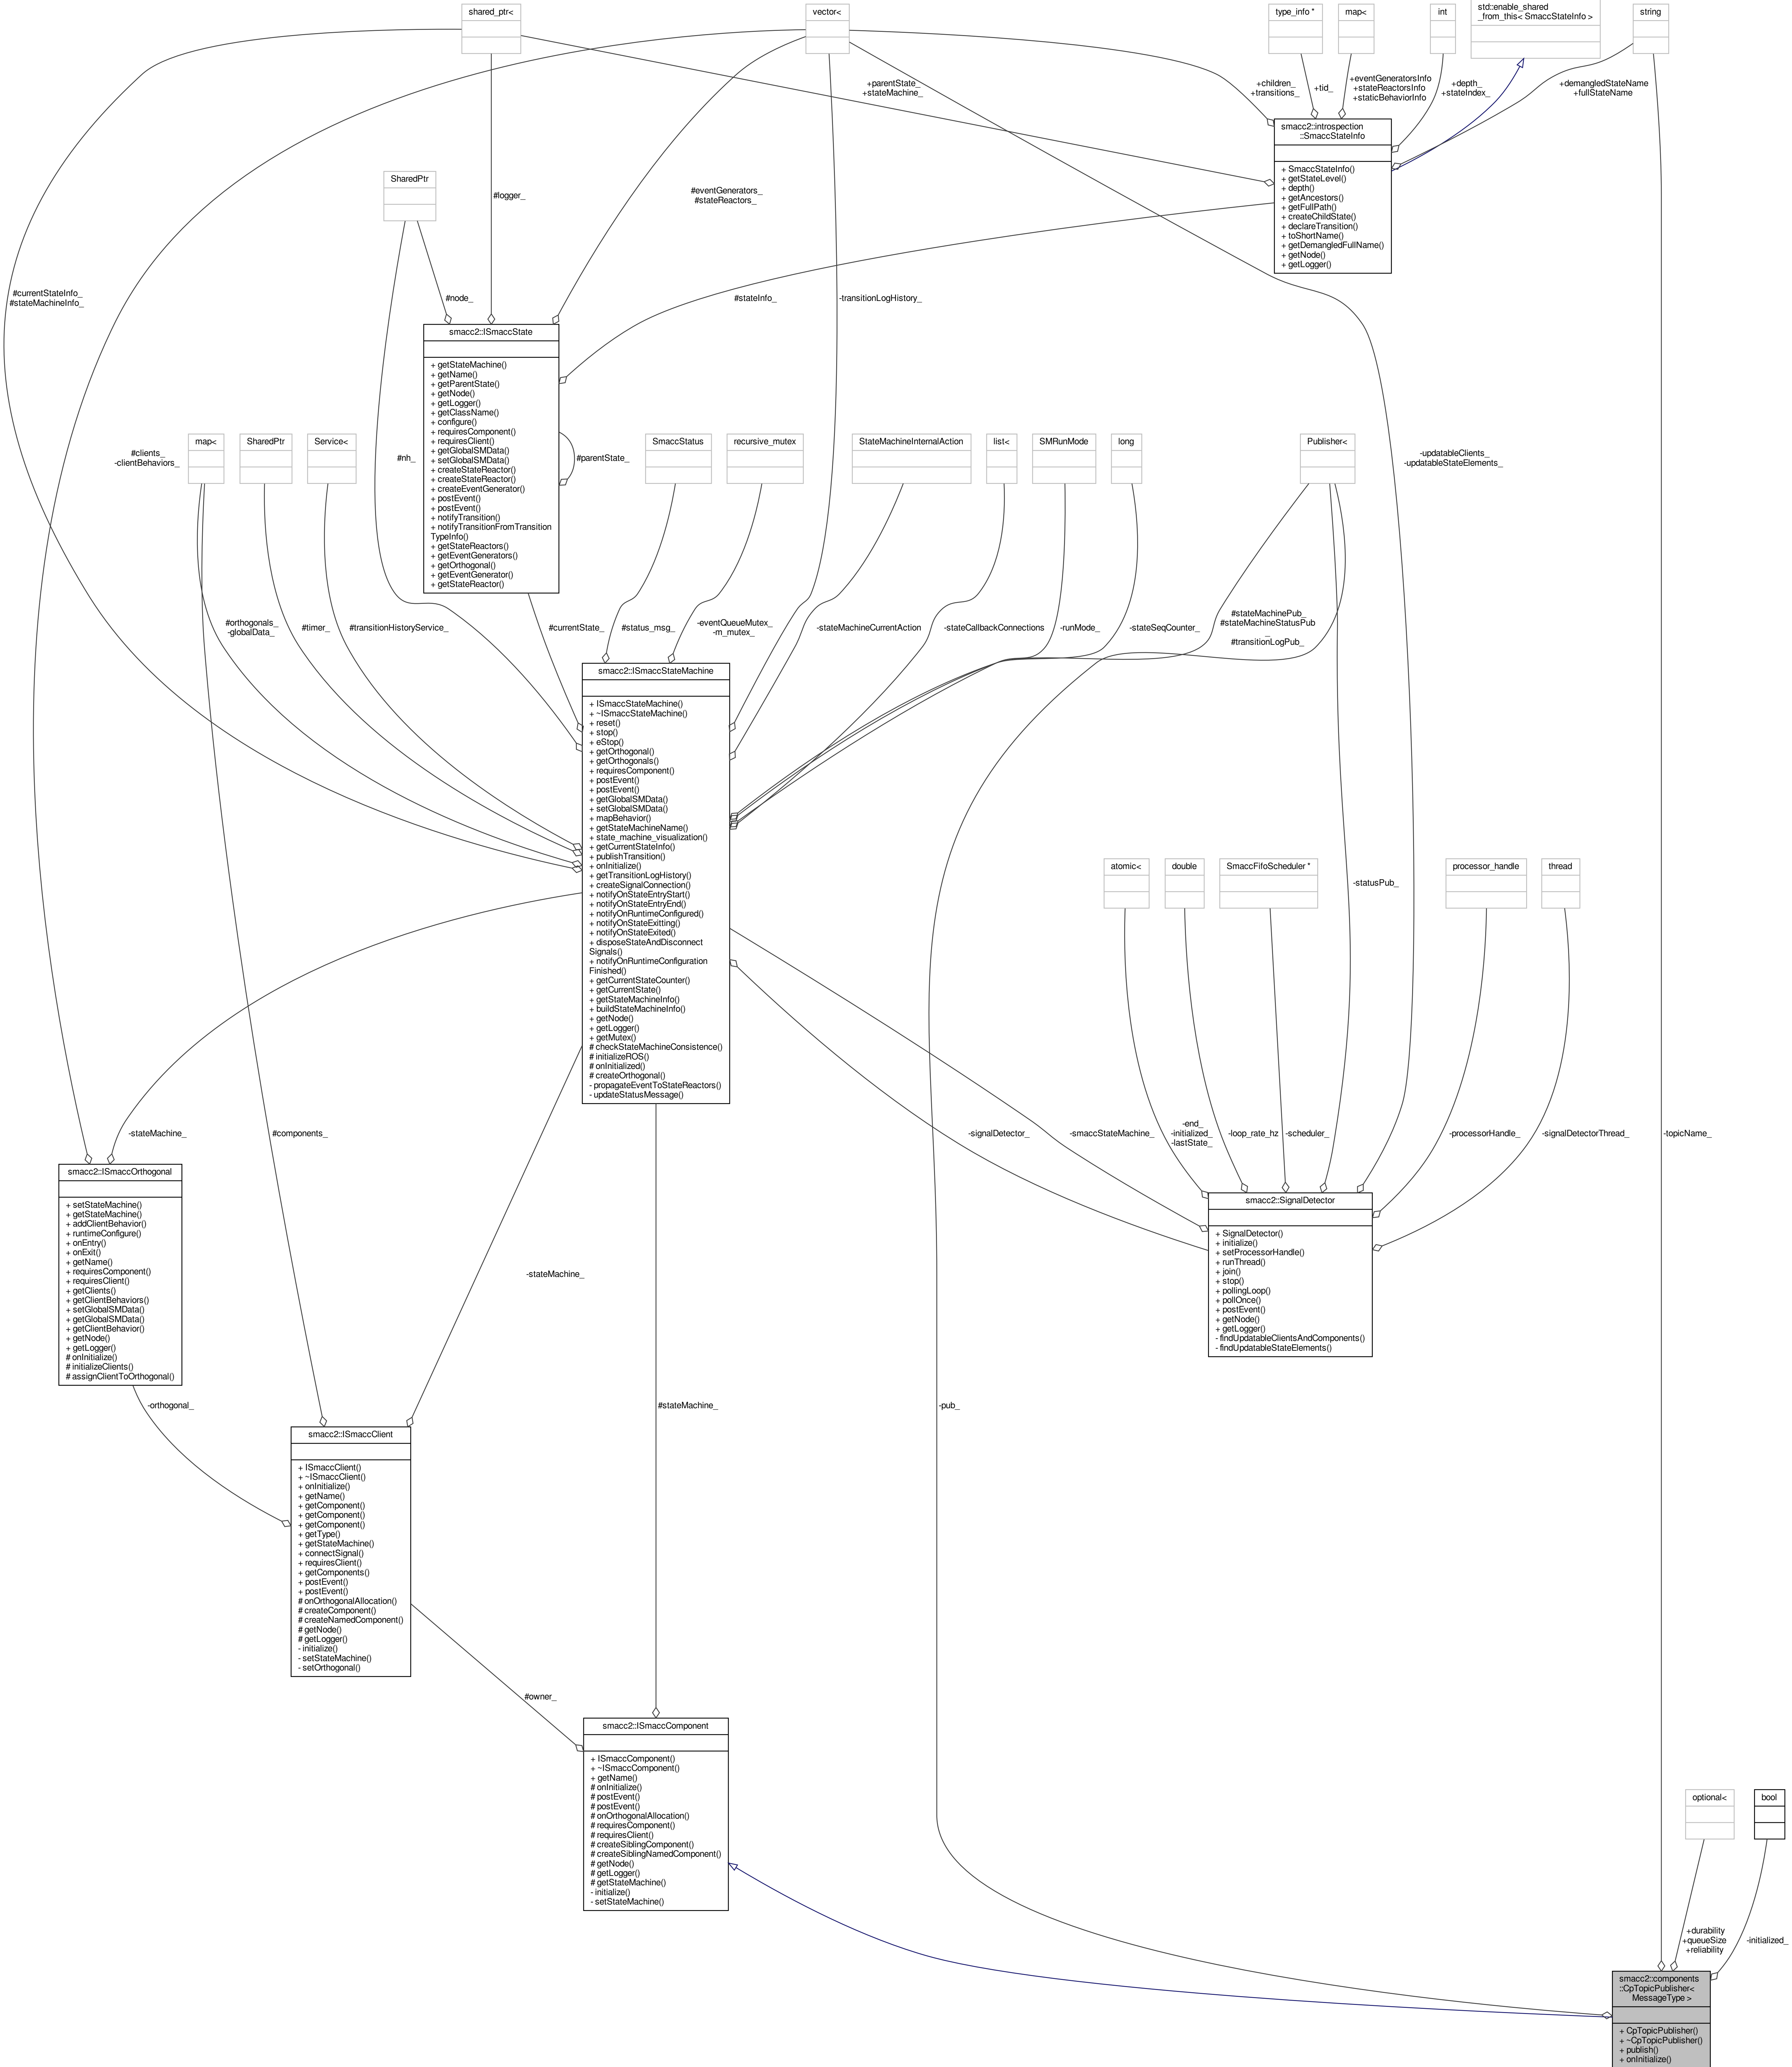 shared_ptr<
vector<
type_info *
map<
int
std::enable_shared
_from_this< SmaccStateInfo >
string
+parentState_
+stateMachine_
+children_
+transitions_
+tid_
+eventGeneratorsInfo
+stateReactorsInfo
+staticBehaviorInfo
+depth_
+stateIndex_
+demangledStateName
+fullStateName
smacc2::introspection
::SmaccStateInfo
+ SmaccStateInfo()
+ getStateLevel()
+ depth()
+ getAncestors()
+ getFullPath()
+ createChildState()
+ declareTransition()
+ toShortName()
+ getDemangledFullName()
+ getNode()
+ getLogger()
SharedPtr
#logger_
#eventGenerators_
#stateReactors_
#currentStateInfo_
#stateMachineInfo_
#node_
#stateInfo_
-transitionLogHistory_
smacc2::ISmaccState
+ getStateMachine()
+ getName()
+ getParentState()
+ getNode()
+ getLogger()
+ getClassName()
+ configure()
+ requiresComponent()
+ requiresClient()
+ getGlobalSMData()
+ setGlobalSMData()
+ createStateReactor()
+ createStateReactor()
+ createEventGenerator()
+ postEvent()
+ postEvent()
+ notifyTransition()
+ notifyTransitionFromTransition
TypeInfo()
+ getStateReactors()
+ getEventGenerators()
+ getOrthogonal()
+ getEventGenerator()
+ getStateReactor()
#clients_
-clientBehaviors_
map<
SharedPtr
Service<
#nh_
#parentState_
SmaccStatus
recursive_mutex
StateMachineInternalAction
list<
SMRunMode
long
Publisher<
-updatableClients_
-updatableStateElements_
#orthogonals_
-globalData_
#timer_
#transitionHistoryService_
#currentState_
#status_msg_
-eventQueueMutex_
-m_mutex_
-stateMachineCurrentAction
-stateCallbackConnections
-runMode_
-stateSeqCounter_
#stateMachinePub_
#stateMachineStatusPub
_
#transitionLogPub_
smacc2::ISmaccStateMachine
+ ISmaccStateMachine()
+ ~ISmaccStateMachine()
+ reset()
+ stop()
+ eStop()
+ getOrthogonal()
+ getOrthogonals()
+ requiresComponent()
+ postEvent()
+ postEvent()
+ getGlobalSMData()
+ setGlobalSMData()
+ mapBehavior()
+ getStateMachineName()
+ state_machine_visualization()
+ getCurrentStateInfo()
+ publishTransition()
+ onInitialize()
+ getTransitionLogHistory()
+ createSignalConnection()
+ notifyOnStateEntryStart()
+ notifyOnStateEntryEnd()
+ notifyOnRuntimeConfigured()
+ notifyOnStateExitting()
+ notifyOnStateExited()
+ disposeStateAndDisconnect
Signals()
+ notifyOnRuntimeConfiguration
Finished()
+ getCurrentStateCounter()
+ getCurrentState()
+ getStateMachineInfo()
+ buildStateMachineInfo()
+ getNode()
+ getLogger()
+ getMutex()
# checkStateMachineConsistence()
# initializeROS()
# onInitialized()
# createOrthogonal()
- propagateEventToStateReactors()
- updateStatusMessage()
atomic<
double
SmaccFifoScheduler *
-statusPub_
processor_handle
thread
-stateMachine_
#components_
-signalDetector_
-smaccStateMachine_
-end_
-initialized_
-lastState_
-loop_rate_hz
-scheduler_
-processorHandle_
-signalDetectorThread_
-topicName_
smacc2::ISmaccOrthogonal
+ setStateMachine()
+ getStateMachine()
+ addClientBehavior()
+ runtimeConfigure()
+ onEntry()
+ onExit()
+ getName()
+ requiresComponent()
+ requiresClient()
+ getClients()
+ getClientBehaviors()
+ setGlobalSMData()
+ getGlobalSMData()
+ getClientBehavior()
+ getNode()
+ getLogger()
# onInitialize()
# initializeClients()
# assignClientToOrthogonal()
smacc2::SignalDetector
+ SignalDetector()
+ initialize()
+ setProcessorHandle()
+ runThread()
+ join()
+ stop()
+ pollingLoop()
+ pollOnce()
+ postEvent()
+ getNode()
+ getLogger()
- findUpdatableClientsAndComponents()
- findUpdatableStateElements()
-stateMachine_
-orthogonal_
#stateMachine_
-pub_
smacc2::ISmaccClient
+ ISmaccClient()
+ ~ISmaccClient()
+ onInitialize()
+ getName()
+ getComponent()
+ getComponent()
+ getComponent()
+ getType()
+ getStateMachine()
+ connectSignal()
+ requiresClient()
+ getComponents()
+ postEvent()
+ postEvent()
# onOrthogonalAllocation()
# createComponent()
# createNamedComponent()
# getNode()
# getLogger()
- initialize()
- setStateMachine()
- setOrthogonal()
#owner_
smacc2::ISmaccComponent
+ ISmaccComponent()
+ ~ISmaccComponent()
+ getName()
# onInitialize()
# postEvent()
# postEvent()
# onOrthogonalAllocation()
# requiresComponent()
# requiresClient()
# createSiblingComponent()
# createSiblingNamedComponent()
# getNode()
# getLogger()
# getStateMachine()
- initialize()
- setStateMachine()
optional<
bool
+durability
+queueSize
+reliability
-initialized_
smacc2::components
::CpTopicPublisher<
MessageType >
+ CpTopicPublisher()
+ ~CpTopicPublisher()
+ publish()
+ onInitialize()